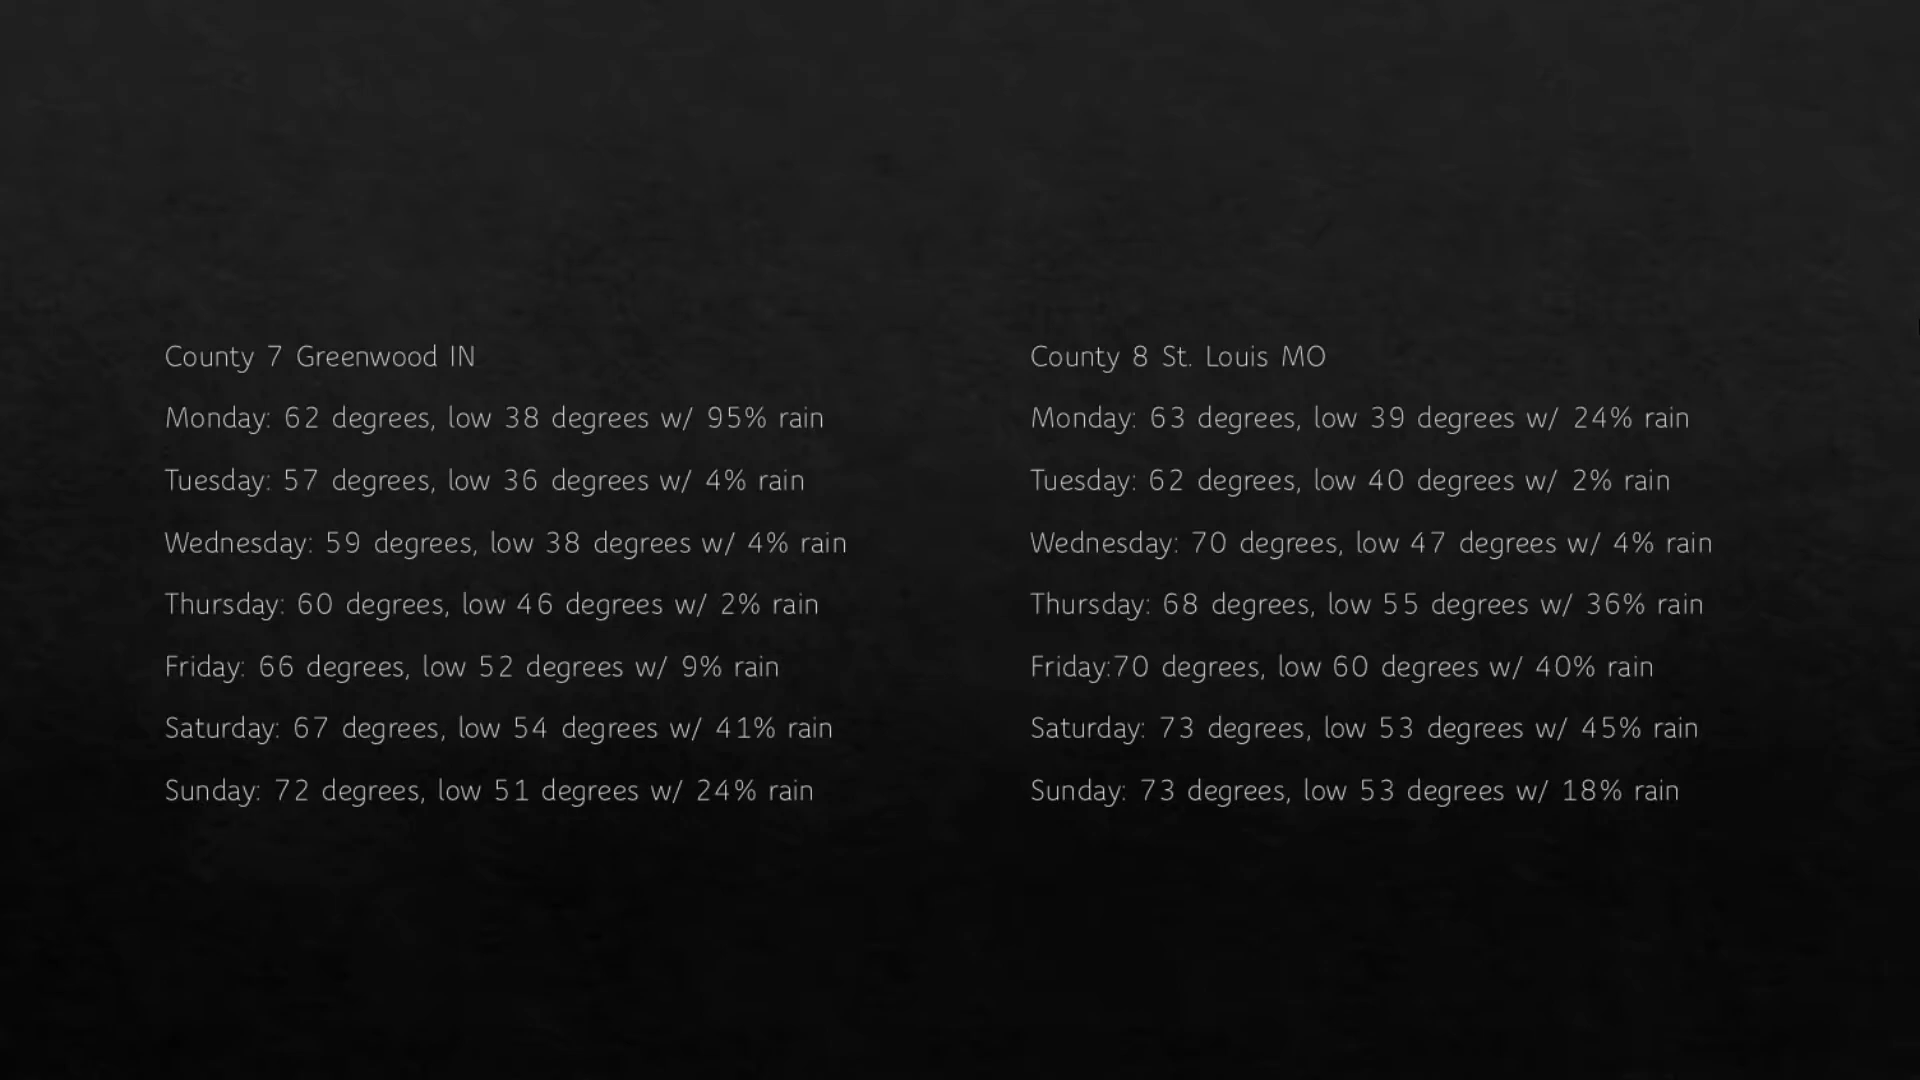 County 7 Greenwood IN
Monday: 62 degrees, low 38 degrees w/ 95% rain
Tuesday: 57 degrees, low 36 degrees w/ 4% rain
Wednesday: 59 degrees, low 38 degrees w/ 4% rain
Thursday: 60 degrees, low 46 degrees w/ 2% rain
Friday: 66 degrees, low 52 degrees w/ 9% rain
Saturday: 67 degrees, low 54 degrees w/ 41% rain
Sunday: 72 degrees, low 51 degrees w/ 24% rain
County 8 St. Louis MO
Monday: 63 degrees, low 39 degrees w/ 24% rain
Tuesday: 62 degrees, low 40 degrees w/ 2% rain
Wednesday: 70 degrees, low 47 degrees w/ 4% rain
Thursday: 68 degrees, low 55 degrees w/ 36% rain
Friday:70 degrees, low 60 degrees w/ 40% rain
Saturday: 73 degrees, low 53 degrees w/ 45% rain
Sunday: 73 degrees, low 53 degrees w/ 18% rain